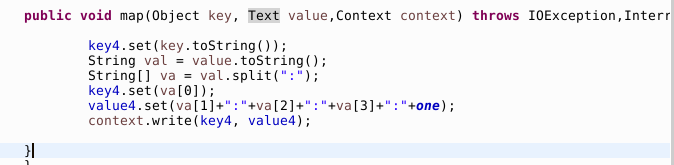 public void map(Object key, Text value,Context context) throws IOException,Interr
key4.set(key.toString());
String val = value.toString();
String[] va = val.split(":");
key4.set(va[0]);
value4.set(va[1]+":"+va[2]+":"+va[3]+":"+one);
context.write(key4, value4);
}
}